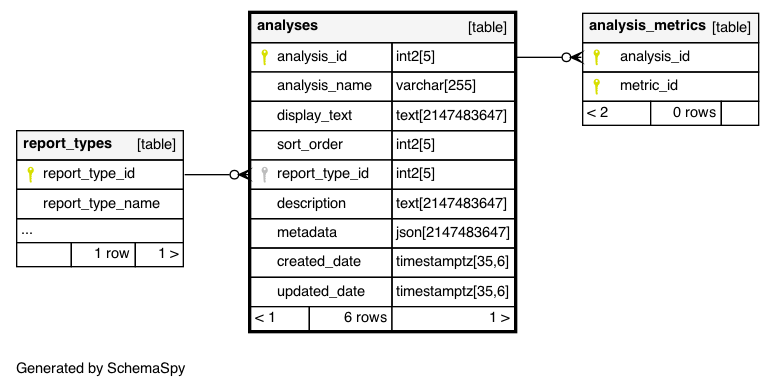 analyses [table]
analysis_id int2[5]
analysis_name varchar[255]
display_text text[2147483647]
sort_order int2[5]
report_type_id int2[5]
description text[2147483647]
metadata json[2147483647]
created_date timestamptz[35,6]
updated_date timestamptz[35,6]
< 1 6 rows 1 >
analysis_metrics [table]
analysis_id
metric_id
< 2 0 rows
report_types [table]
report_type_id
report_type_name
...
1 row 1 >
Generated by SchemaSpy